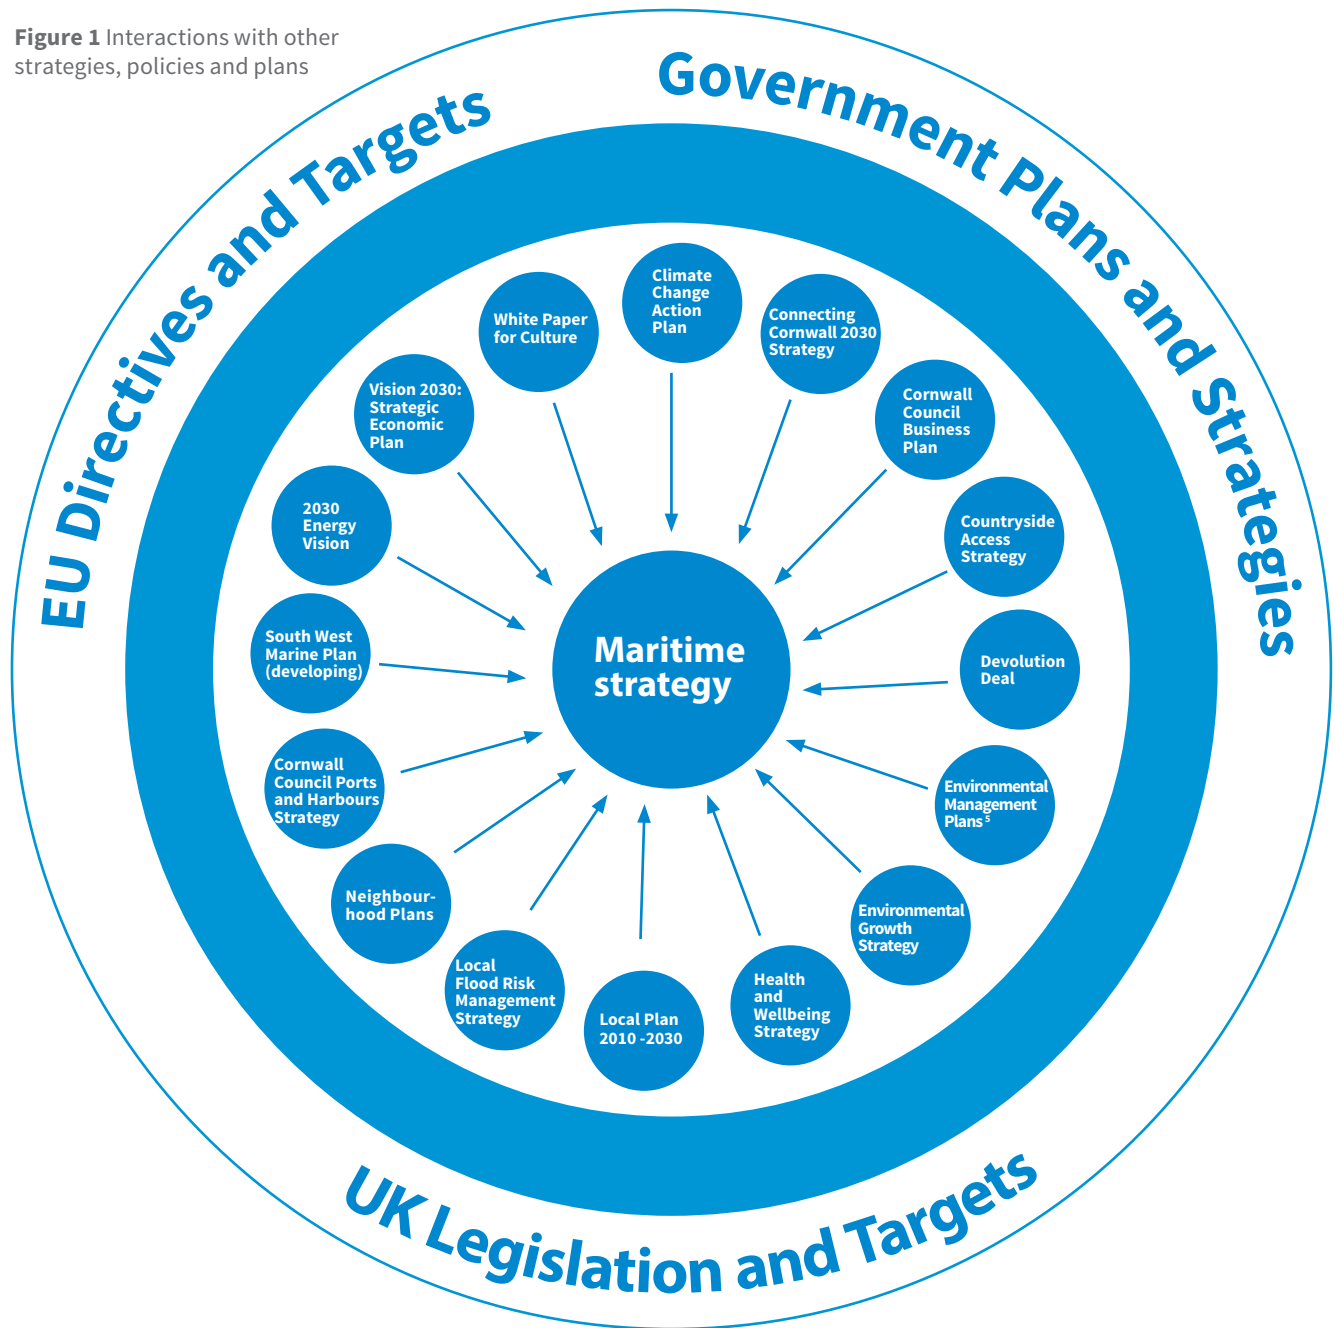 Figure 1 Interactions with other
strategies, policies and plans
EU Directives and Targets
Government Plans and Strategies
UK Legislation and Targets
Climate
Change
Action
Plan
Connecting
Cornwall 2030
Strategy
Cornwall
Council
Business
Plan
Countryside
Access
Strategy
Devolution
Deal
Environmental
Management
Plans 5
Environmental
Growth
Strategy
Health
and
Wellbeing
Strategy
Local Plan
2010 -2030
Local
Flood Risk
Management
Strategy
Neighbour-
hood Plans
Cornwall
Council Ports
and Harbours
Strategy
South West
Marine Plan
(developing)
2030
Energy
Vision
Vision 2030:
Strategic
Economic
Plan
White Paper
for Culture
Maritime
strategy